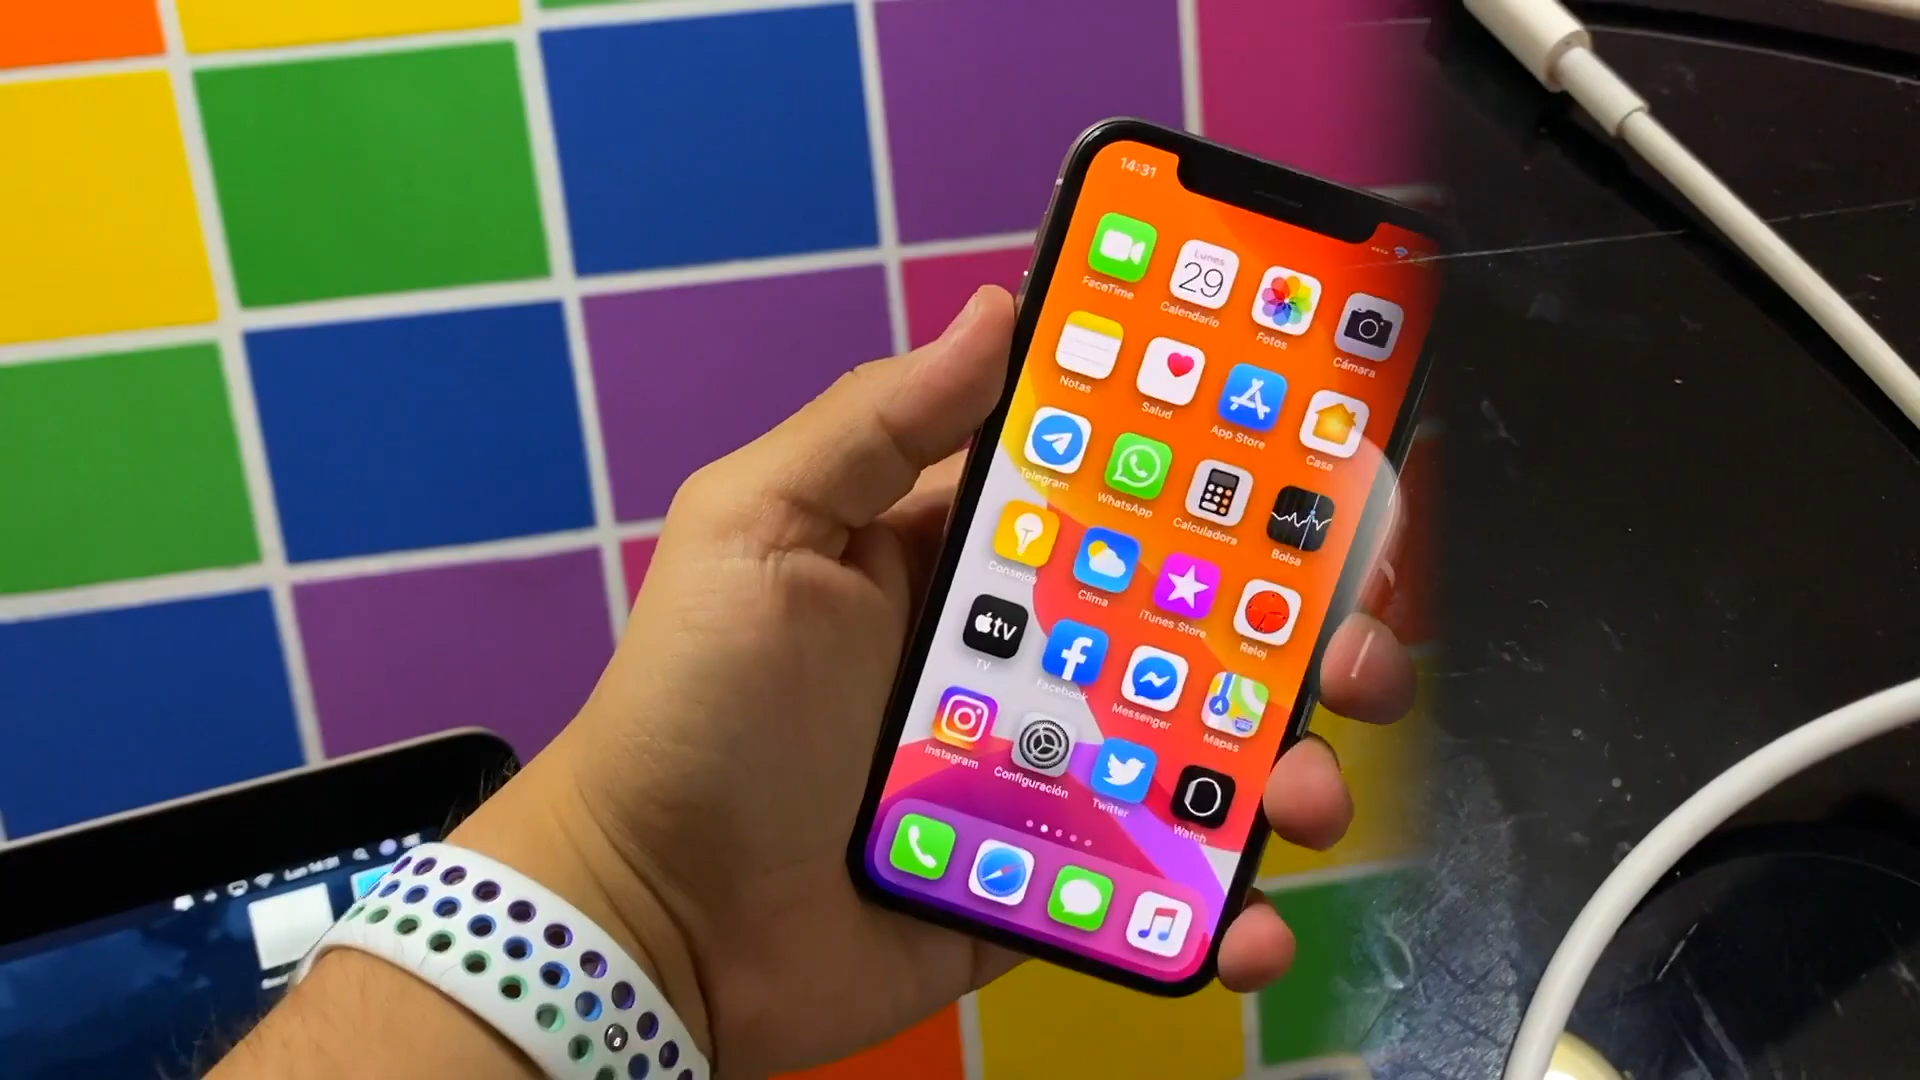 14:31
FaceTime
Lunes
29
Calendario
Fotos
Cámara
Notas
Salud
App Store
Casa
Telegram
WhatsApp
Calculadora
Bolsa
Consejos
Clima
iTunes Store
Reloj
tv
TV
Facebook
Messenger
Mapas
Instagram
Configuración
Twitter
Watch